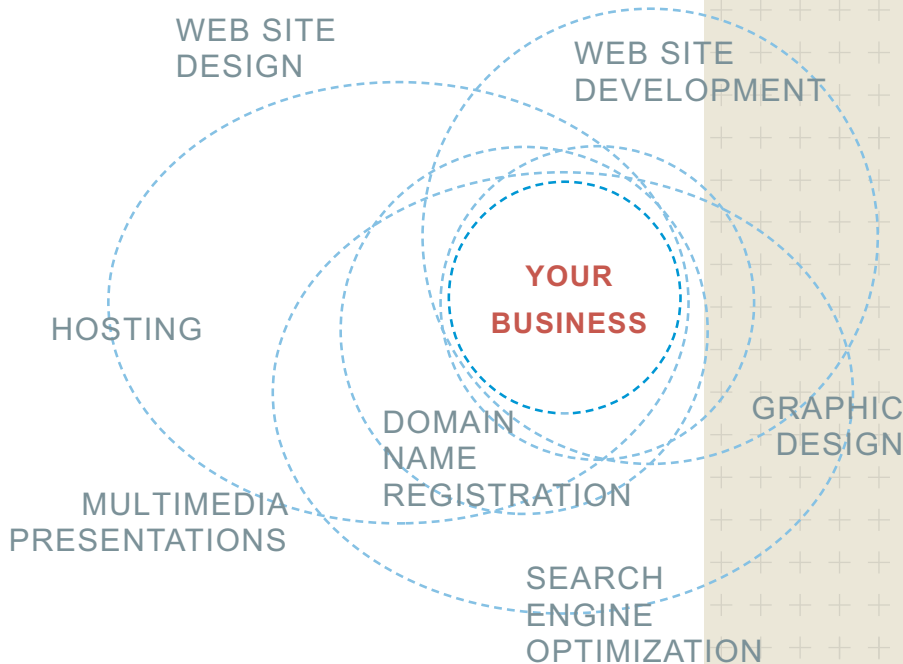 WEB SITE
DESIGN
WEB SITE
DEVELOPMENT
YOUR
BUSINESS
HOSTING
GRAPHIC
DESIGN
DOMAIN
NAME
REGISTRATION
MULTIMEDIA
PRESENTATIONS
SEARCH
ENGINE
OPTIMIZATION